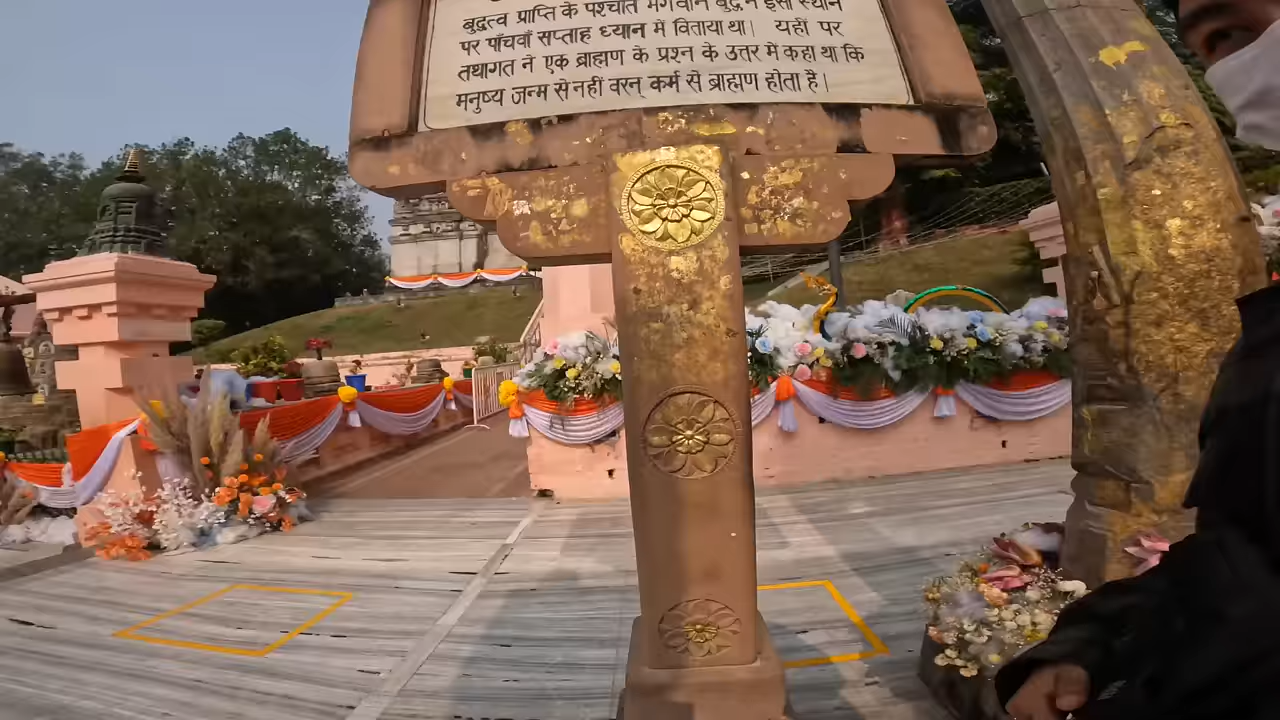 बुद्धत्व प्राप्ति के पश्चात भगवान बुद्ध ने इसी स्थान
पर पाँचवाँ सप्ताह ध्यान में बिताया था। यहीं पर
तथागत ने एक ब्राह्मण के प्रश्न के उत्तर में कहा था कि
मनुष्य जन्म से नहीं वरन् कर्म से ब्राह्मण होता है।